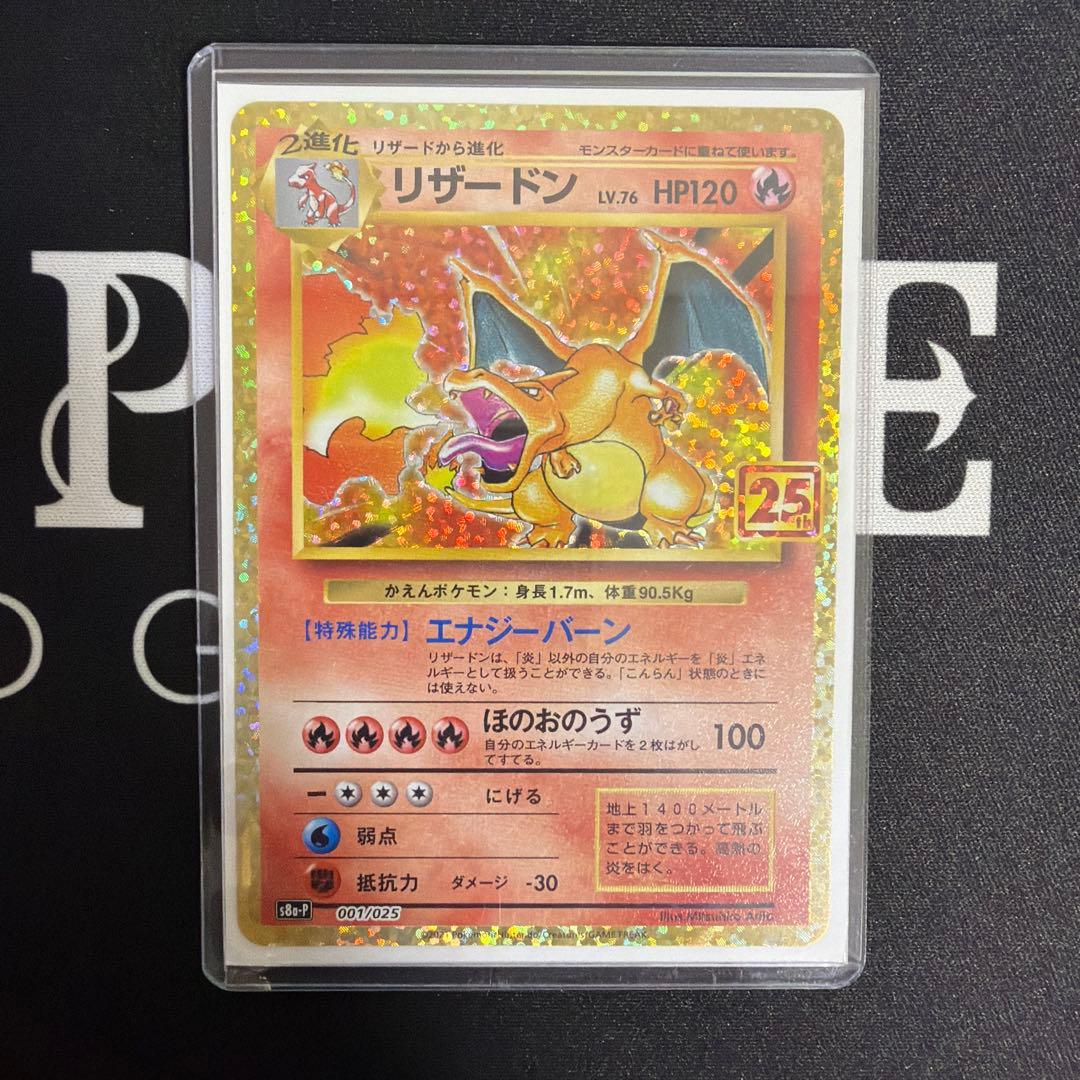 2進化 リザードから進化 モンスターカードに重ねて使います。
リザードン LV.76 HP120
P E
25th
かえんポケモン：身長1.7m、体重90.5Kg
【特殊能力】 エナジーバーン
リザードンは、「炎」以外の自分のエネルギーを「炎」エネ
ルギーとして扱うことができる。「こんらん」状態のときに
は使えない。
ほのおのうず 100
自分のエネルギーカードを2枚はがし
てすてる。
ー にげる
弱点
抵抗力 ダメージ -30
地上１４００メートル
まで羽をつかって飛ぶ
ことができる。高熱の
炎をはく。
s8a-P 001/025
Illus. Mitsuhiro Arita
©2021 Pokémon/Nintendo/Creatures/GAMEFREAK.